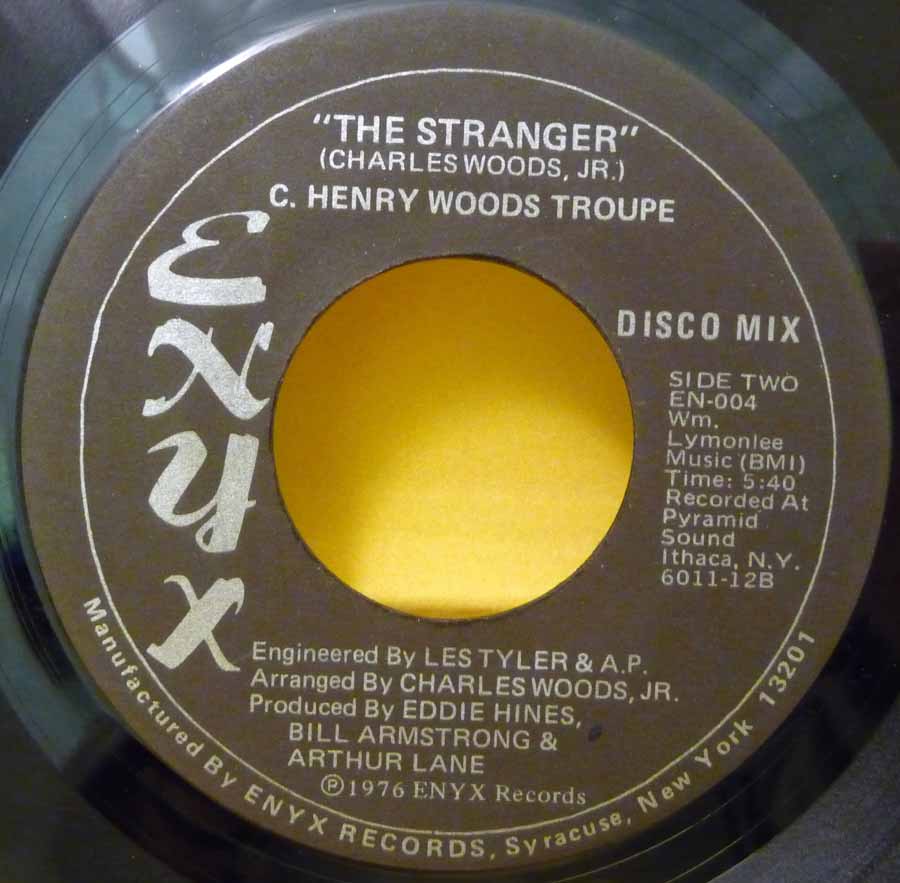 "THE STRANGER"
(CHARLES WOODS, JR.)
C. HENRY WOODS TROUPE
Enyx
DISCO MIX
SIDE TWO
EN-004
Wm.
Lymonlee
Music (BMI)
Time: 5:40
Recorded At
Pyramid
Sound
Ithaca, N.Y.
6011-12B
Engineered By LES TYLER & A.P.
Arranged By CHARLES WOODS, JR.
Produced By EDDIE HINES,
BILL ARMSTRONG &
ARTHUR LANE
Ⓟ1976 ENYX Records
Manufactured By ENYX RECORDS, Syracuse, New York 13201